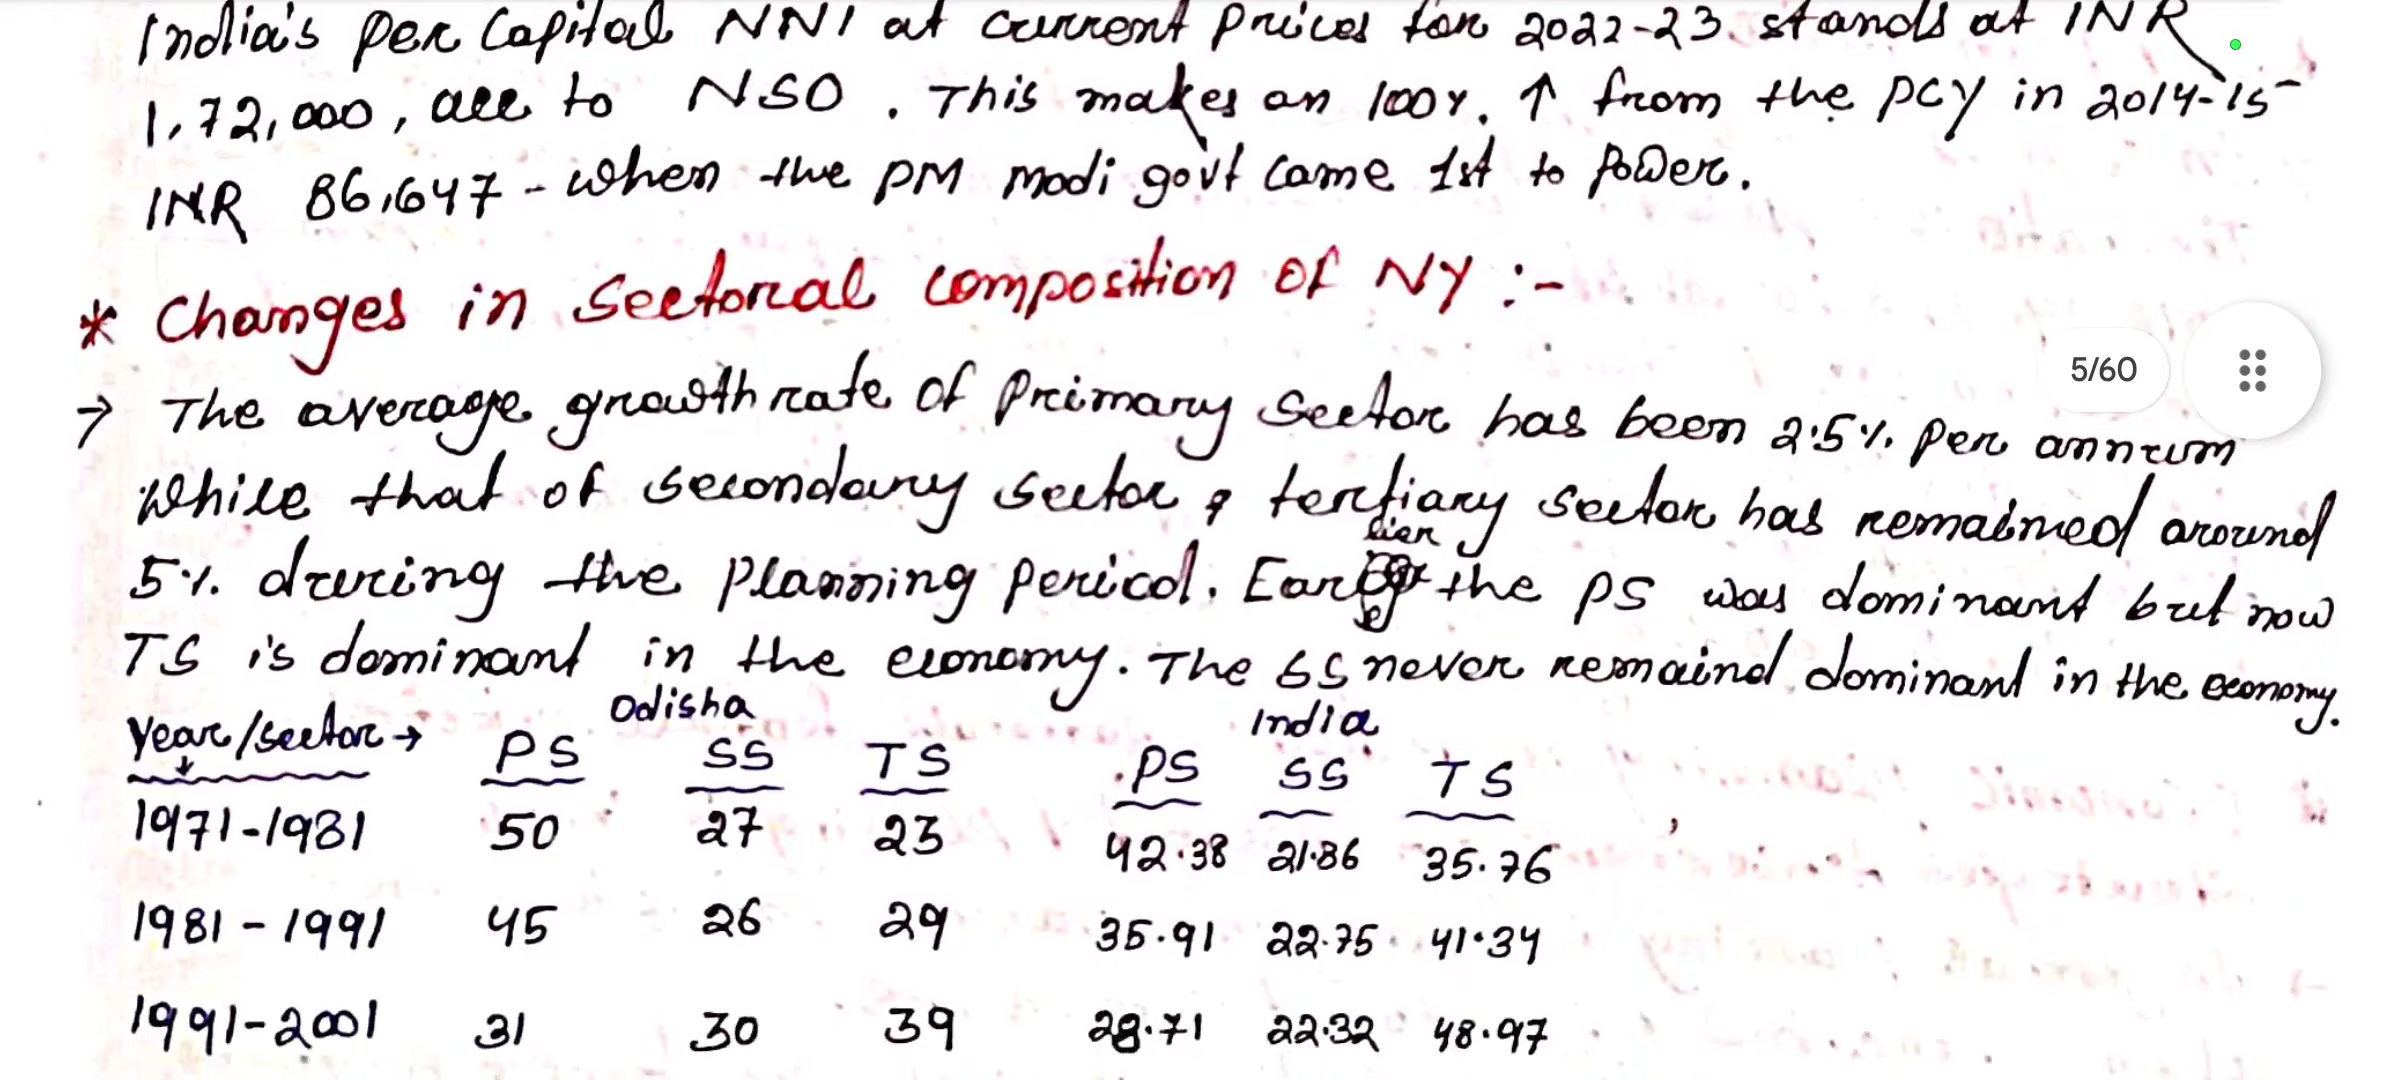 India's Per Capital NNI at current prices for 2022-23. stands at INR
1,72,000, acc to NSO. This makes an 100%. ↑ from the PCY in 2014-15-
INR 86,647 - when the PM Modi govt came 1st to power.
* Changes in Sectoral composition of NY :-
5/60
→ The average growth rate of Primary Sector has been 2.5%. Per annum
While that of secondary sector & tertiary sector has remained around
5%. during the planning period. Earlier the PS was dominant but now
TS is dominant in the economy. The SS never remaind dominant in the economy.
Odisha India
Year/sector → PS SS TS PS SS TS
↓
1971-1981 50 27 23 42.38 21.86 35.76
1981-1991 45 26 29 35.91 22.75 41.34
1991-2001 31 30 39 28.71 22.32 48.97